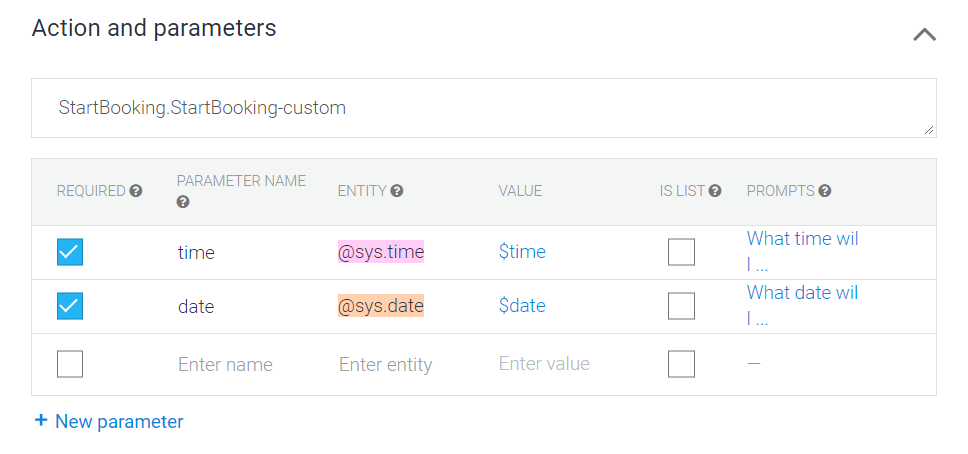 Action and parameters
StartBooking.StartBooking-custom
REQUIRED ? PARAMETER NAME ? ENTITY ? VALUE IS LIST ? PROMPTS ?
time @sys.time $time What time wil
l ...
date @sys.date $date What date wil
l ...
Enter name Enter entity Enter value —
+ New parameter